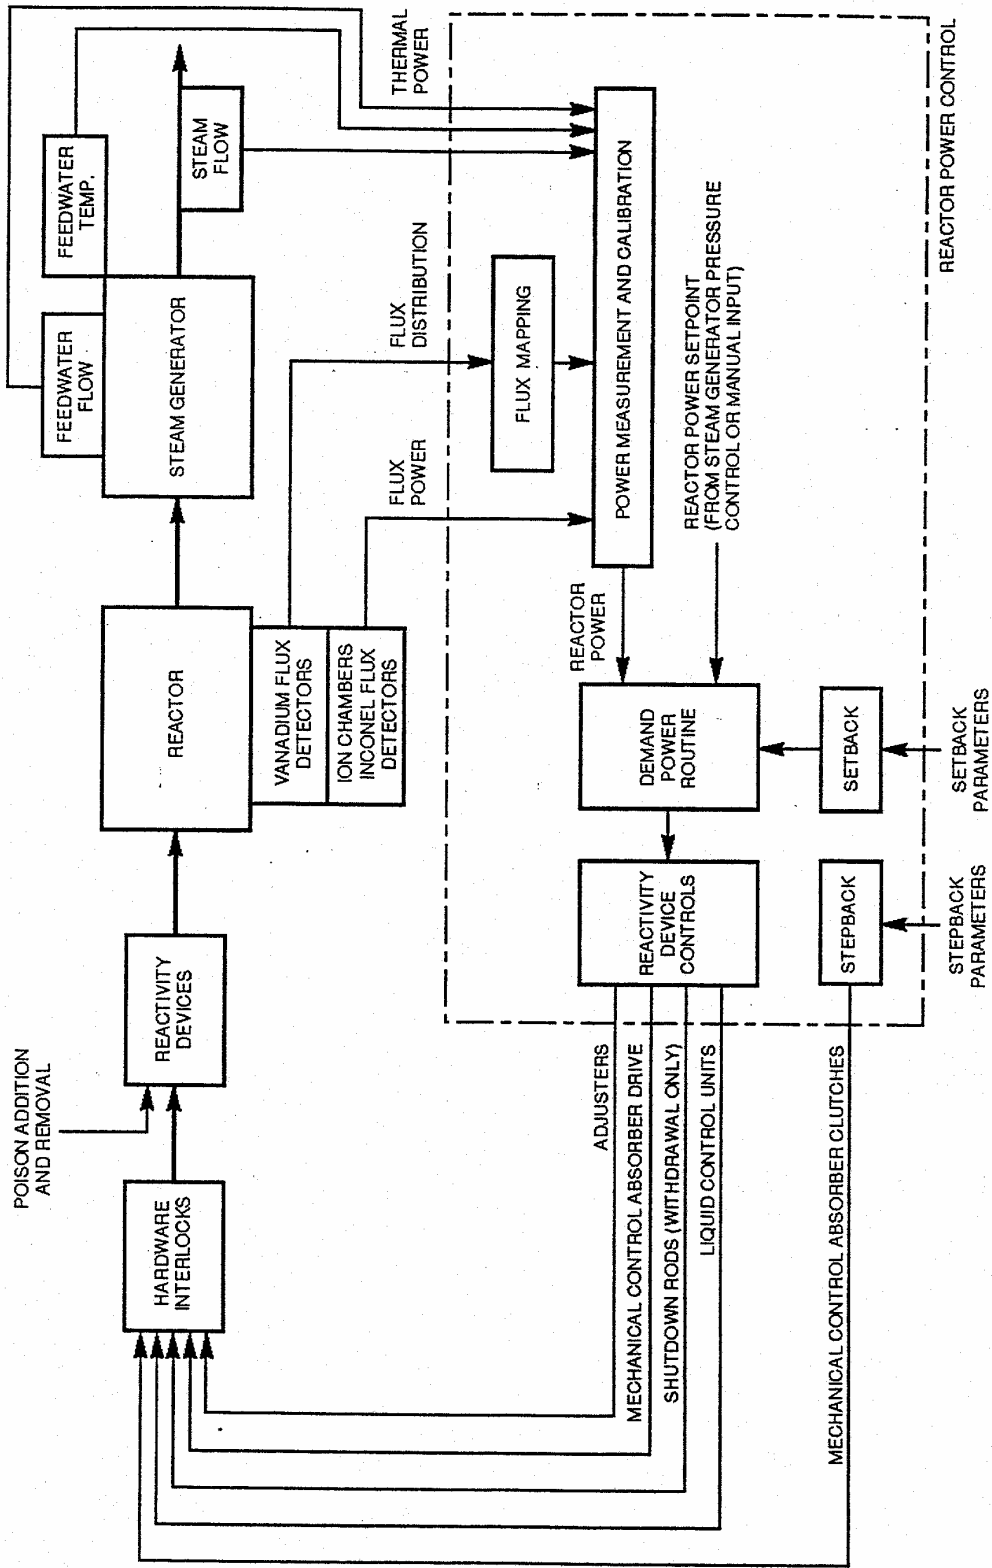 POISON ADDITION
AND REMOVAL
HARDWARE
INTERLOCKS
REACTIVITY
DEVICES
REACTOR
VANADIUM FLUX
DETECTORS
ION CHAMBERS
INCONEL FLUX
DETECTORS
STEAM GENERATOR
FEEDWATER
FLOW
FEEDWATER
TEMP.
STEAM
FLOW
THERMAL
POWER
FLUX
POWER
FLUX
DISTRIBUTION
FLUX MAPPING
POWER MEASUREMENT AND CALIBRATION
REACTOR
POWER
REACTOR POWER SETPOINT
(FROM STEAM GENERATOR PRESSURE
CONTROL OR MANUAL INPUT)
DEMAND
POWER
ROUTINE
REACTIVITY
DEVICE
CONTROLS
ADJUSTERS
MECHANICAL CONTROL ABSORBER DRIVE
SHUTDOWN RODS (WITHDRAWAL ONLY)
LIQUID CONTROL UNITS
MECHANICAL CONTROL ABSORBER CLUTCHES
STEPBACK
SETBACK
STEPBACK
PARAMETERS
SETBACK
PARAMETERS
REACTOR POWER CONTROL